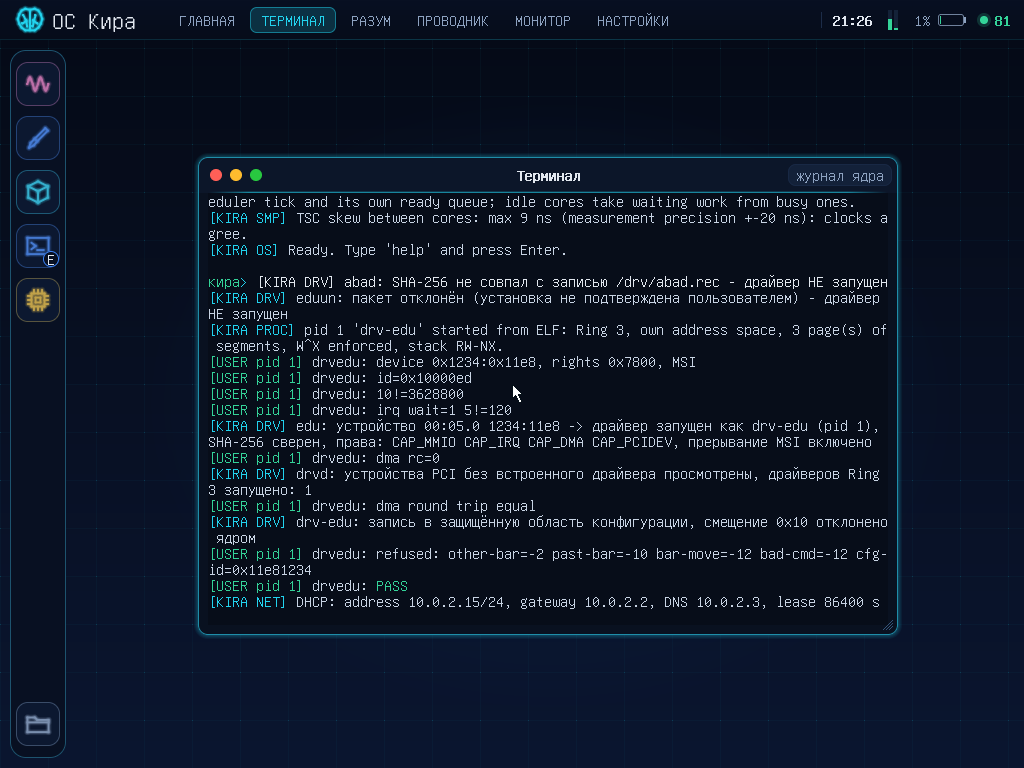 ОС Кира
ГЛАВНАЯ
ТЕРМИНАЛ
РАЗУМ
ПРОВОДНИК
МОНИТОР
НАСТРОЙКИ
21:26
1%
81
E
Терминал
журнал ядра
eduler tick and its own ready queue; idle cores take waiting work from busy ones.
[KIRA SMP] TSC skew between cores: max 9 ns (measurement precision +-20 ns): clocks a
gree.
[KIRA OS] Ready. Type 'help' and press Enter.
кира> [KIRA DRV] abad: SHA-256 не совпал с записью /drv/abad.rec - драйвер НЕ запущен
[KIRA DRV] eduun: пакет отклонён (установка не подтверждена пользователем) - драйвер
НЕ запущен
[KIRA PROC] pid 1 'drv-edu' started from ELF: Ring 3, own address space, 3 page(s) of
segments, W^X enforced, stack RW-NX.
[USER pid 1] drvedu: device 0x1234:0x11e8, rights 0x7800, MSI
[USER pid 1] drvedu: id=0x10000ed
[USER pid 1] drvedu: 10!=3628800
[USER pid 1] drvedu: irq wait=1 5!=120
[KIRA DRV] edu: устройство 00:05.0 1234:11e8 -> драйвер запущен как drv-edu (pid 1),
SHA-256 сверен, права: CAP_MMIO CAP_IRQ CAP_DMA CAP_PCIDEV, прерывание MSI включено
[USER pid 1] drvedu: dma rc=0
[KIRA DRV] drvd: устройства PCI без встроенного драйвера просмотрены, драйверов Ring
3 запущено: 1
[USER pid 1] drvedu: dma round trip equal
[KIRA DRV] drv-edu: запись в защищённую область конфигурации, смещение 0x10 отклонено
ядром
[USER pid 1] drvedu: refused: other-bar=-2 past-bar=-10 bar-move=-12 bad-cmd=-12 cfg-
id=0x11e81234
[USER pid 1] drvedu: PASS
[KIRA NET] DHCP: address 10.0.2.15/24, gateway 10.0.2.2, DNS 10.0.2.3, lease 86400 s